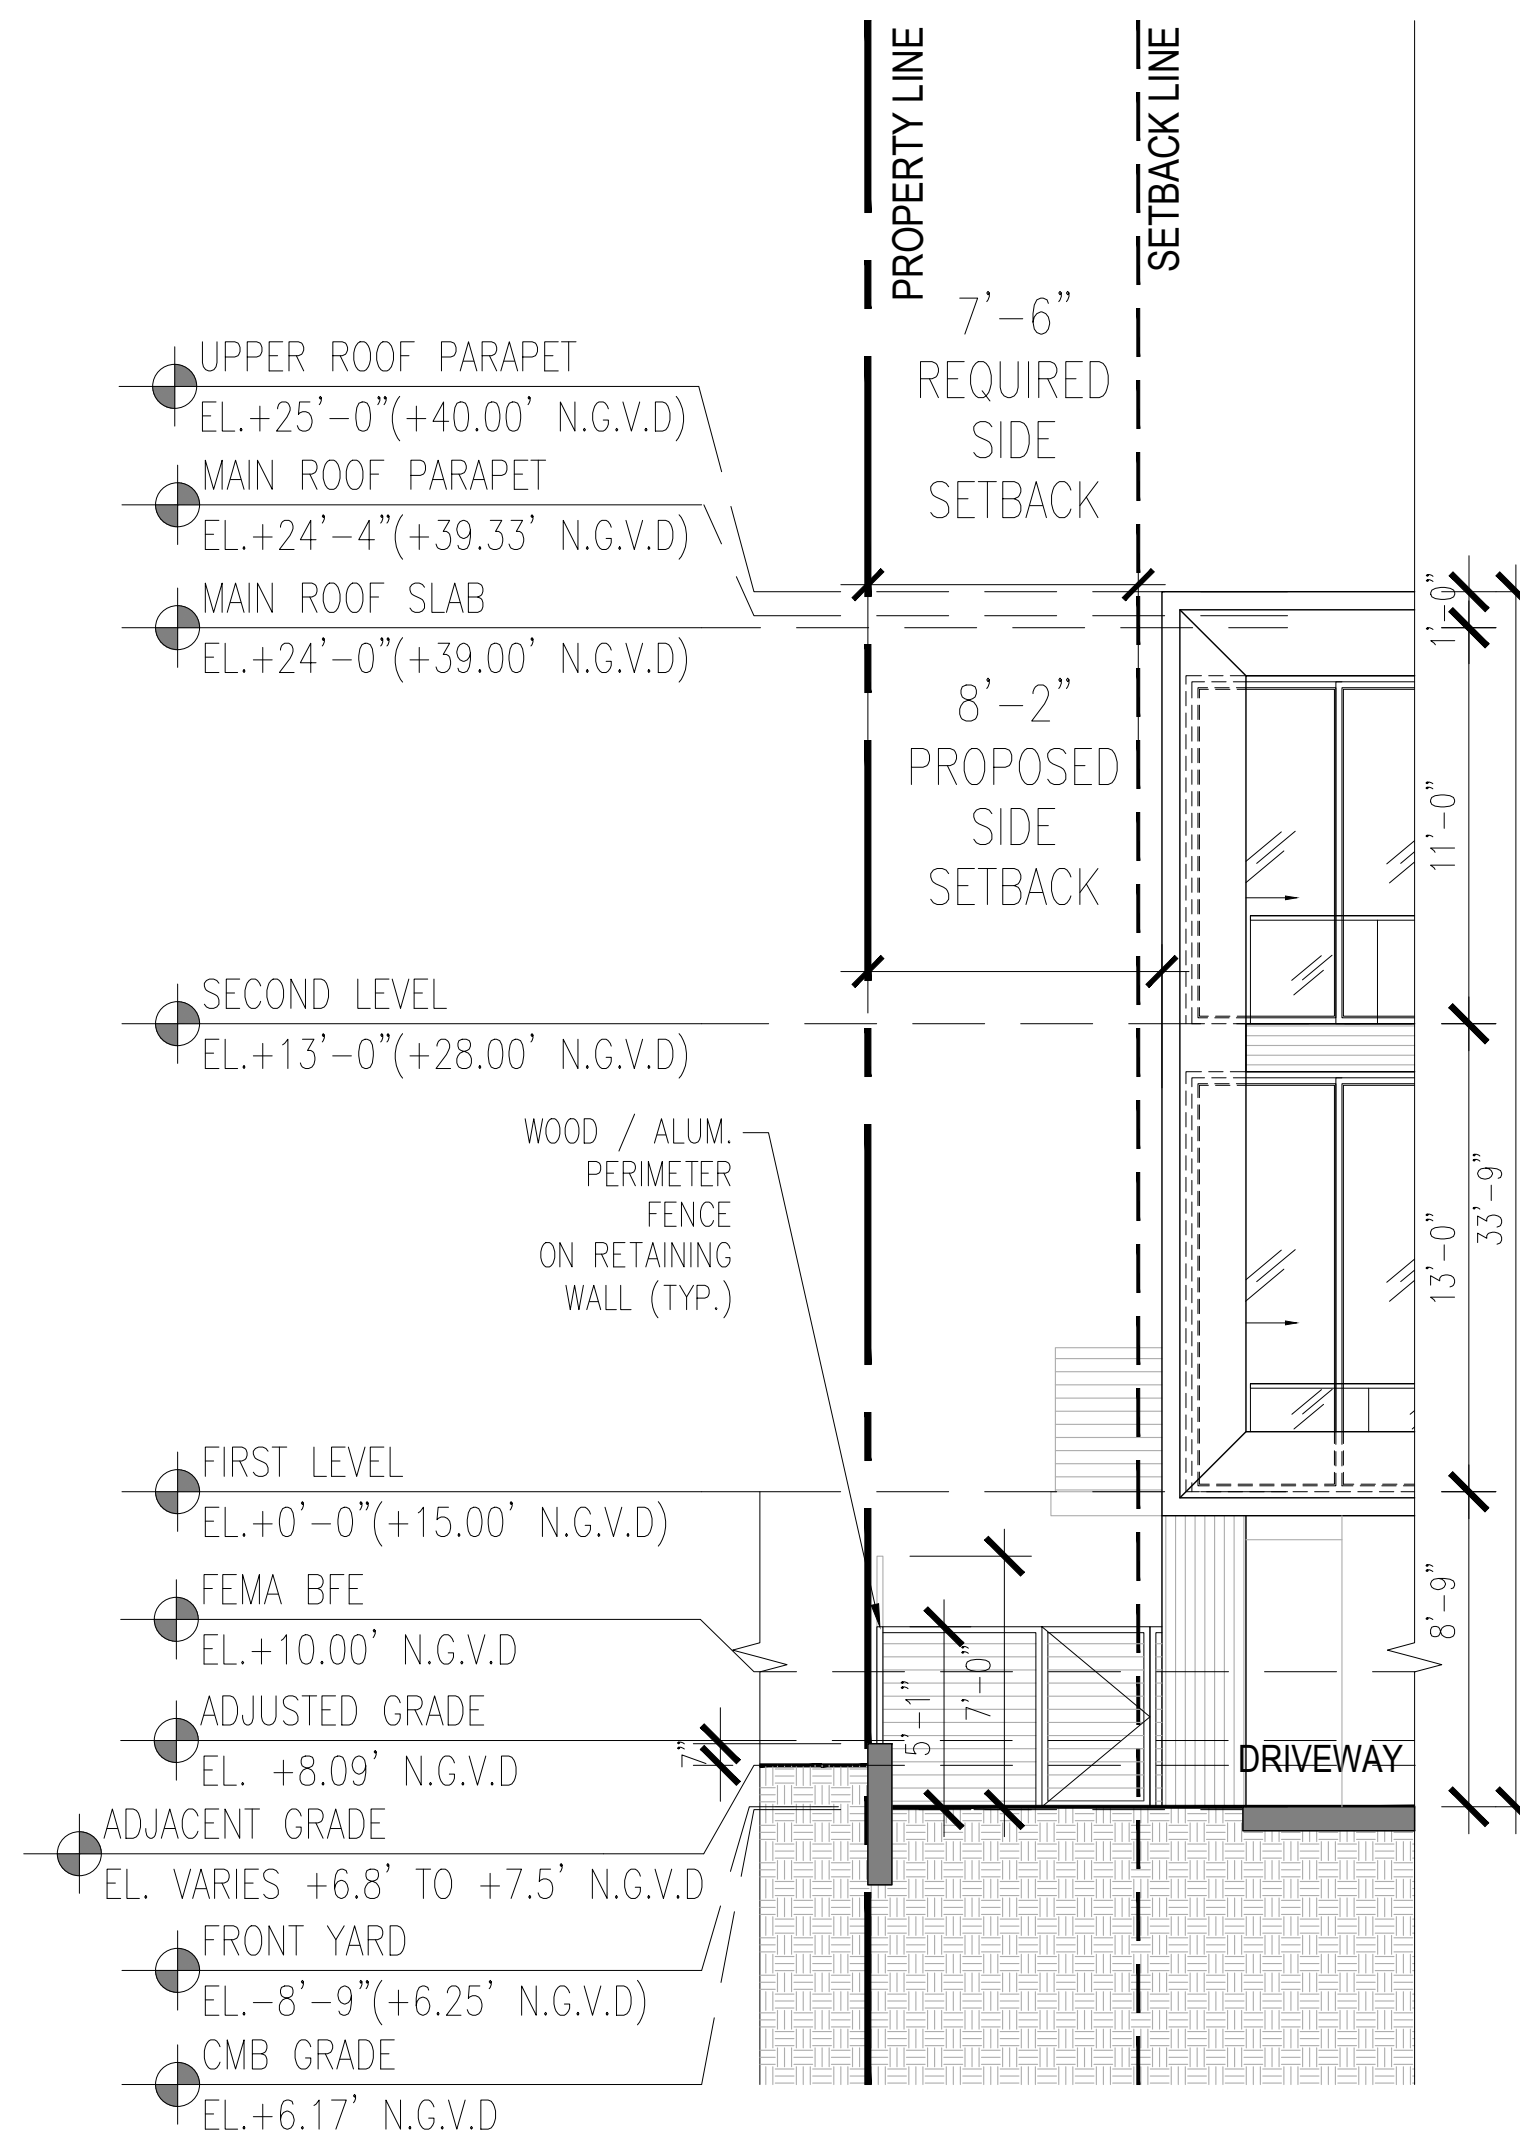 PROPERTY LINE
SETBACK LINE
7'-6"
REQUIRED
SIDE
SETBACK
UPPER ROOF PARAPET
EL.+25'-0"(+40.00' N.G.V.D)
MAIN ROOF PARAPET
EL.+24'-4"(+39.33' N.G.V.D)
MAIN ROOF SLAB
EL.+24'-0"(+39.00' N.G.V.D)
1'-0"
8'-2"
PROPOSED
SIDE
SETBACK
11'-0"
SECOND LEVEL
EL.+13'-0"(+28.00' N.G.V.D)
WOOD / ALUM.
PERIMETER
FENCE
ON RETAINING
WALL (TYP.)
13'-0"
33'-9"
FIRST LEVEL
EL.+0'-0"(+15.00' N.G.V.D)
FEMA BFE
EL.+10.00' N.G.V.D
8'-9"
7'-0"
5'-1"
ADJUSTED GRADE
EL. +8.09' N.G.V.D
7"
DRIVEWAY
ADJACENT GRADE
EL. VARIES +6.8' TO +7.5' N.G.V.D
FRONT YARD
EL.-8'-9"(+6.25' N.G.V.D)
CMB GRADE
EL.+6.17' N.G.V.D